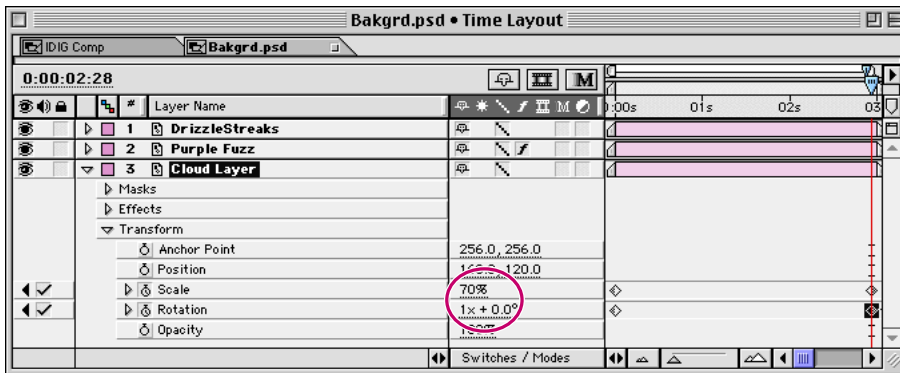 Bakgrd.psd • Time Layout
IDIG Comp
Bakgrd.psd
0:00:02:28
M
# Layer Name
M
:00s 01s 02s 03
1 DrizzleStreaks
2 Purple Fuzz
3 Cloud Layer
Masks
Effects
Transform
Anchor Point 256.0, 256.0
Position 120.0
Scale 70%
Rotation 1x + 0.0°
Opacity
Switches / Modes